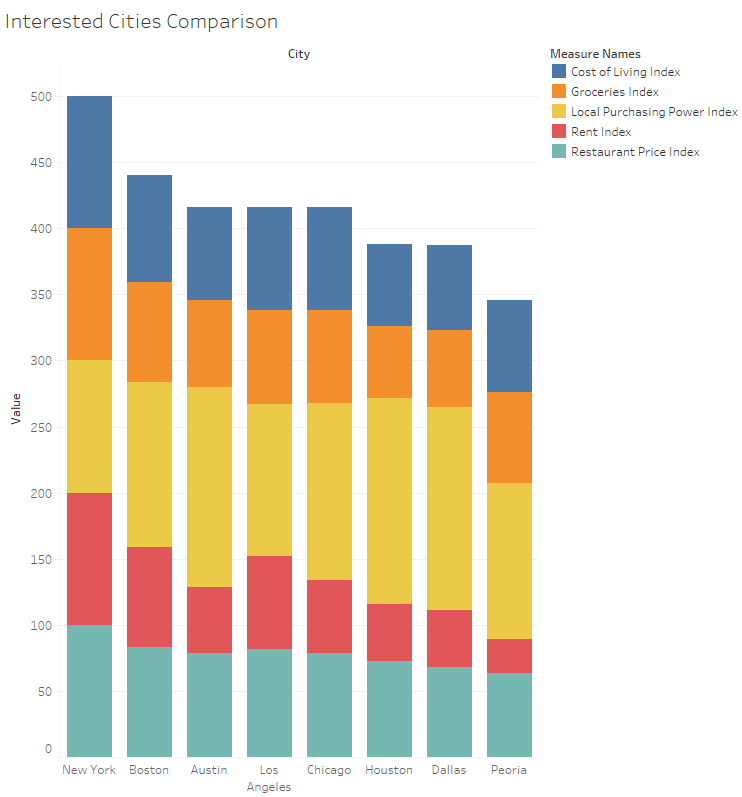 Interested Cities Comparison
City
Measure Names
Cost of Living Index
Groceries Index
Local Purchasing Power Index
Rent Index
Restaurant Price Index
500
450
400
350
300
250
200
150
100
50
0
Value
New York
Boston
Austin
Los
Angeles
Chicago
Houston
Dallas
Peoria